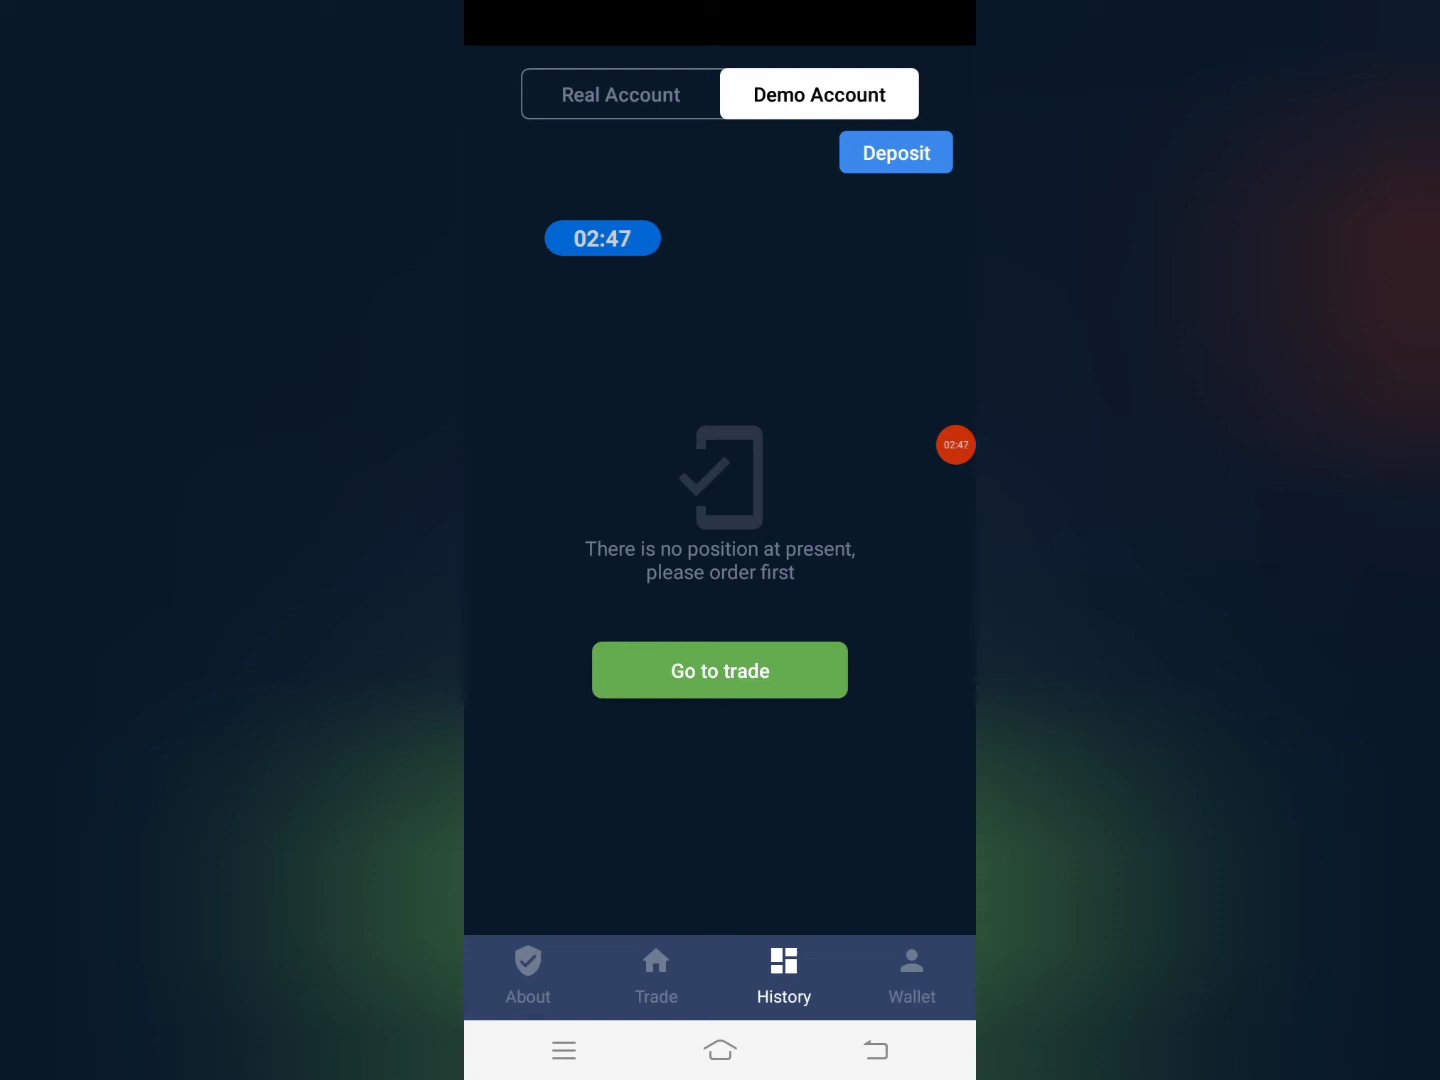 Real Account
Demo Account
Deposit
02:47
02:47
There is no position at present,
please order first
Go to trade
About
Trade
History
Wallet